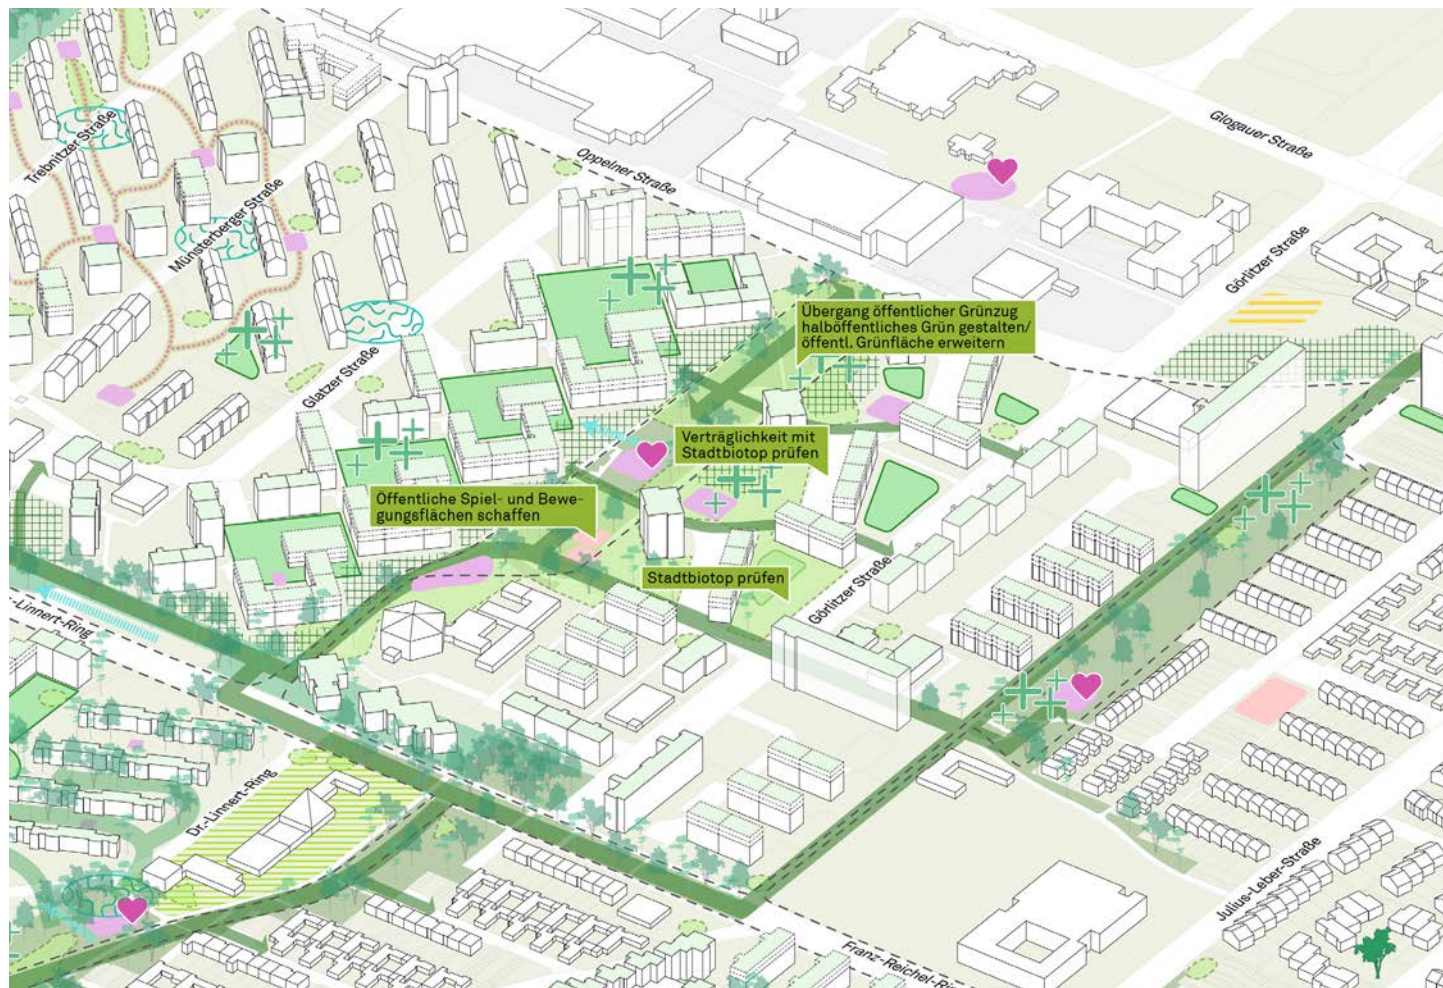 Trebnitzer Straße
Münsterberger Straße
Glatzer Straße
Oppelner Straße
Glogauer Straße
Görlitzer Straße
Übergang öffentlicher Grünzug
halböffentliches Grün gestalten/
öffentl. Grünfläche erweitern
Verträglichkeit mit
Stadtbiotop prüfen
Öffentliche Spiel- und Bewe-
gungsflächen schaffen
Stadtbiotop prüfen
Görlitzer Straße
-Linnert-Ring
Dr.-Linnert-Ring
Franz-Reichel-Ri
Julius-Leber-Straße